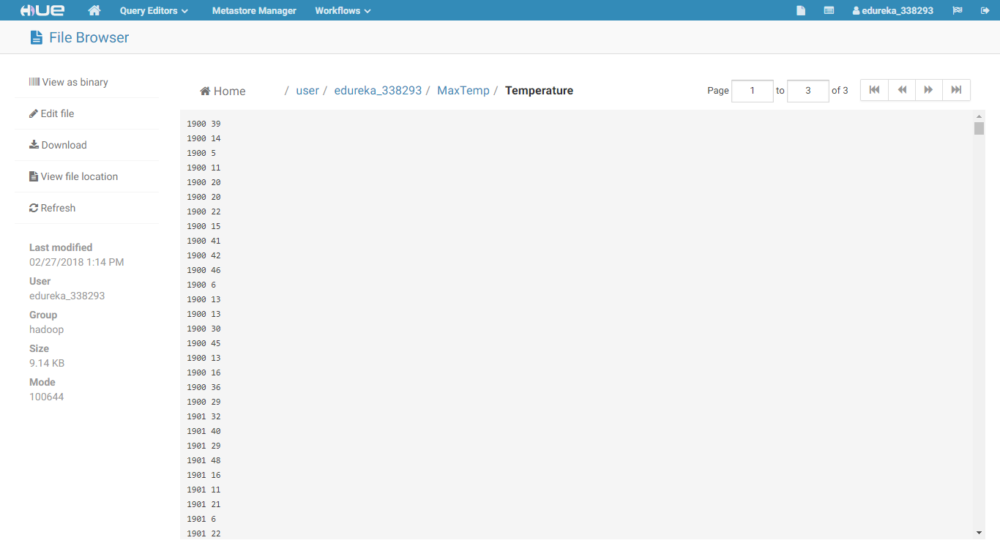 HUE Query Editors Metastore Manager Workflows edureka_338293
File Browser
View as binary
Edit file
Download
View file location
Refresh
Last modified
02/27/2018 1:14 PM
User
edureka_338293
Group
hadoop
Size
9.14 KB
Mode
100644
Home / user / edureka_338293 / MaxTemp / Temperature
Page 1 to 3 of 3
1900 39
1900 14
1900 5
1900 11
1900 20
1900 20
1900 22
1900 15
1900 41
1900 42
1900 46
1900 6
1900 13
1900 13
1900 30
1900 45
1900 13
1900 16
1900 36
1900 29
1901 32
1901 40
1901 29
1901 48
1901 16
1901 11
1901 21
1901 6
1901 22